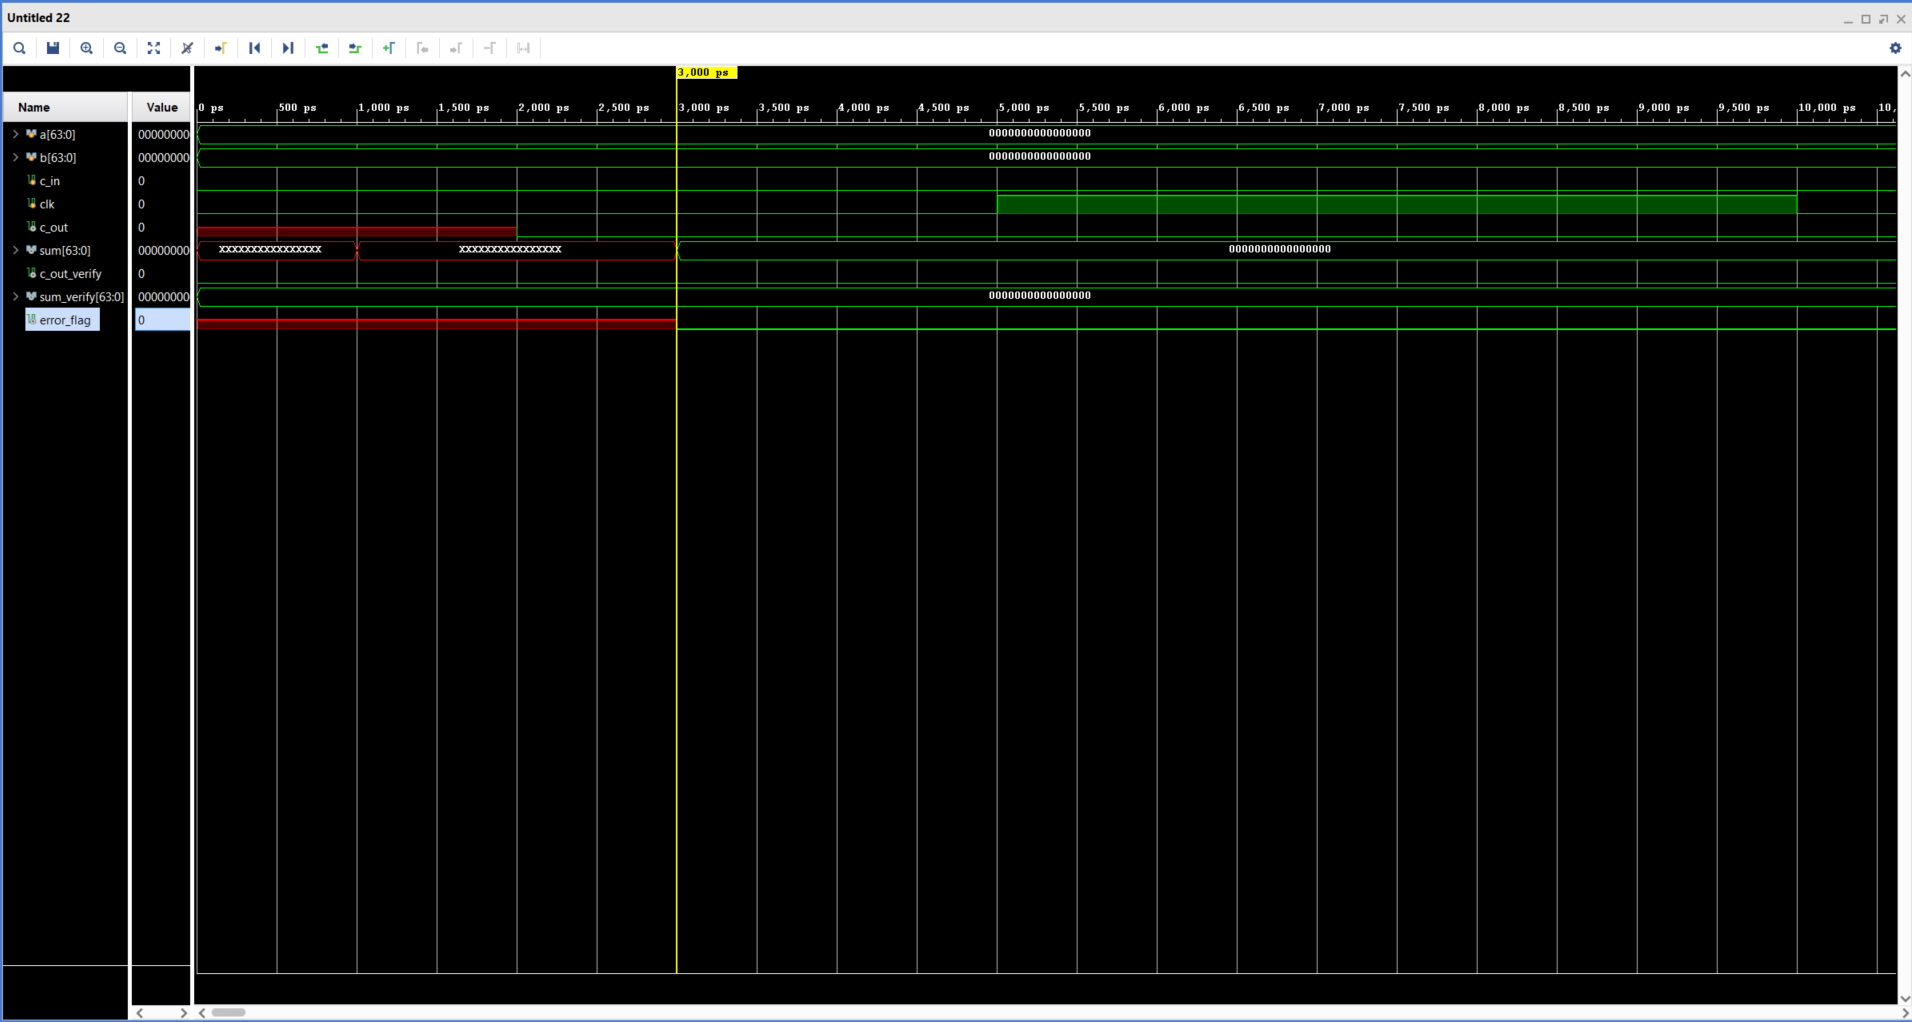 Untitled 22
3,000 ps
Name Value 0 ps 500 ps 1,000 ps 1,500 ps 2,000 ps 2,500 ps 3,000 ps 3,500 ps 4,000 ps 4,500 ps 5,000 ps 5,500 ps 6,000 ps 6,500 ps 7,000 ps 7,500 ps 8,000 ps 8,500 ps 9,000 ps 9,500 ps 10,000 ps 10,
a[63:0] 00000000 0000000000000000
b[63:0] 00000000 0000000000000000
c_in 0
clk 0
c_out 0
sum[63:0] 00000000 XXXXXXXXXXXXXXXX XXXXXXXXXXXXXXXX 0000000000000000
c_out_verify 0
sum_verify[63:0] 00000000 0000000000000000
error_flag 0